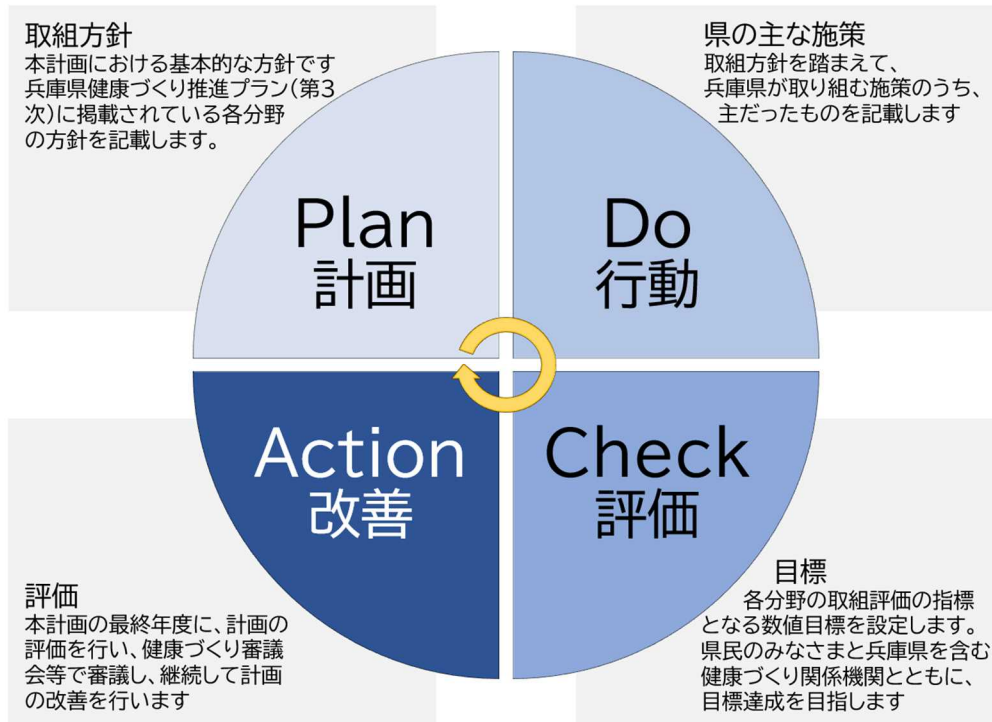 取組方針
本計画における基本的な方針です
兵庫県健康づくり推進プラン(第3
次)に掲載されている各分野
の方針を記載します。
県の主な施策
取組方針を踏まえて、
兵庫県が取り組む施策のうち、
主だったものを記載します
Plan
計画
Do
行動
Action
改善
Check
評価
評価
本計画の最終年度に、計画の
評価を行い、健康づくり審議
会等で審議し、継続して計画
の改善を行います
目標
各分野の取組評価の指標
となる数値目標を設定します。
県民のみなさまと兵庫県を含む
健康づくり関係機関とともに、
目標達成を目指します